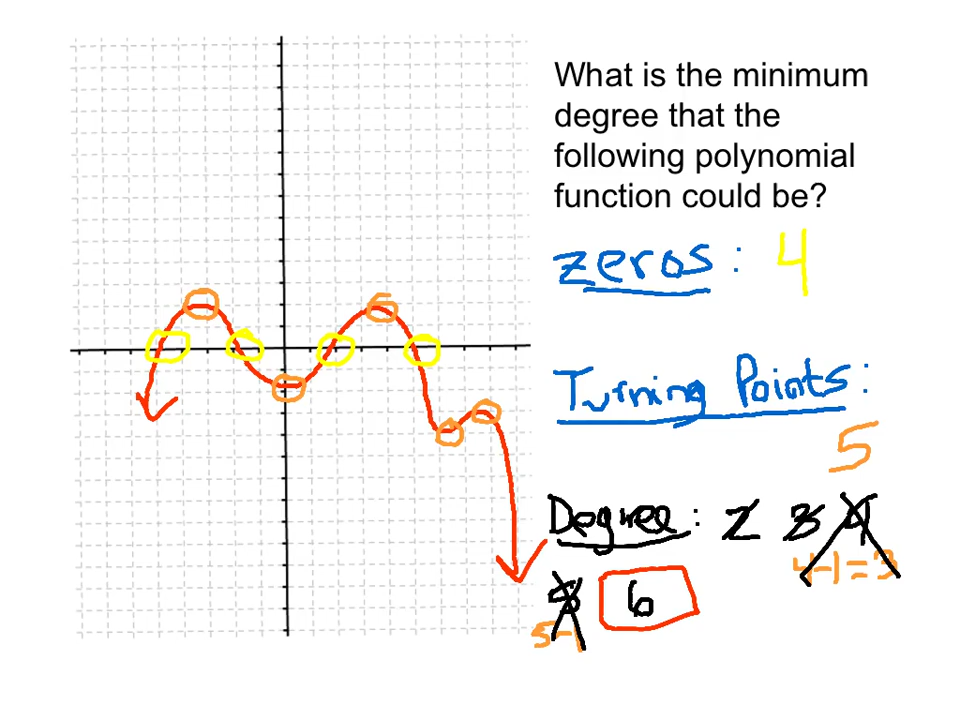 What is the minimum
degree that the
following polynomial
function could be?
zeros: 4
Turning Points:
5
Degree: 2 3 4
4-1=3
5 6
5-1